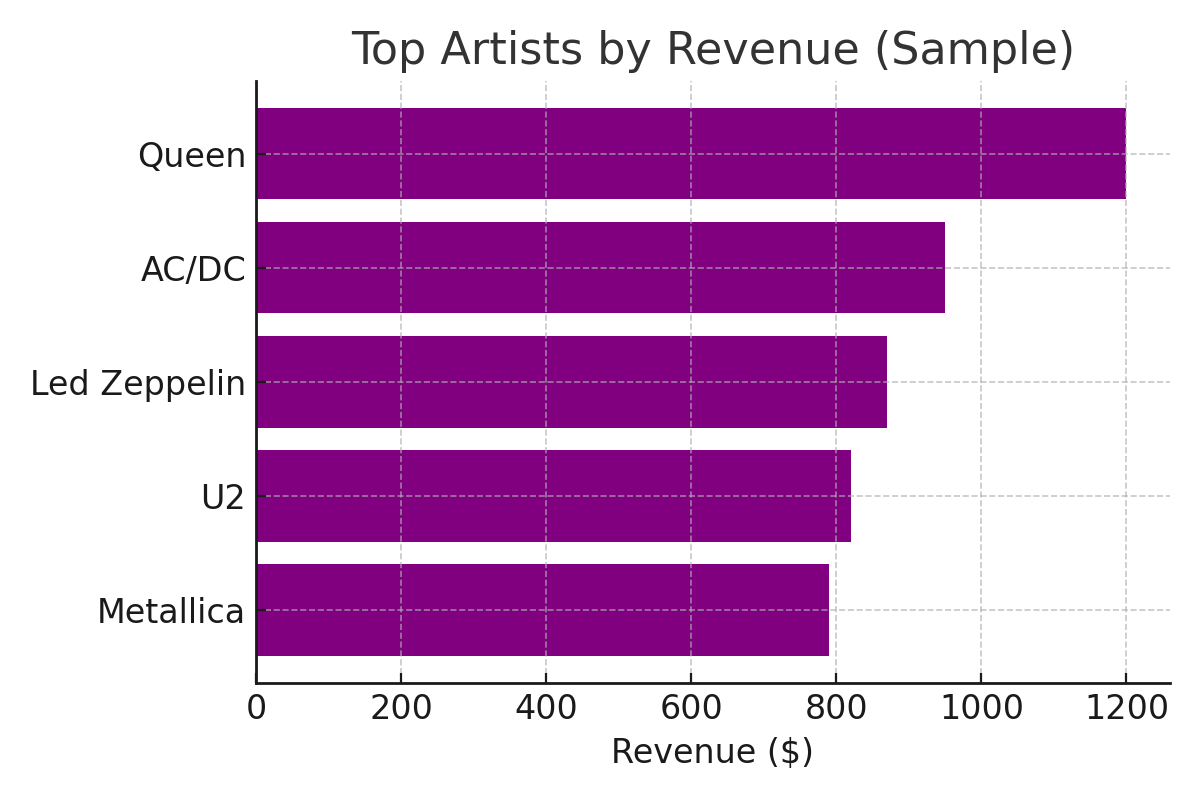 Top Artists by Revenue (Sample)
Queen
AC/DC
Led Zeppelin
U2
Metallica
0 200 400 600 800 1000 1200
Revenue ($)